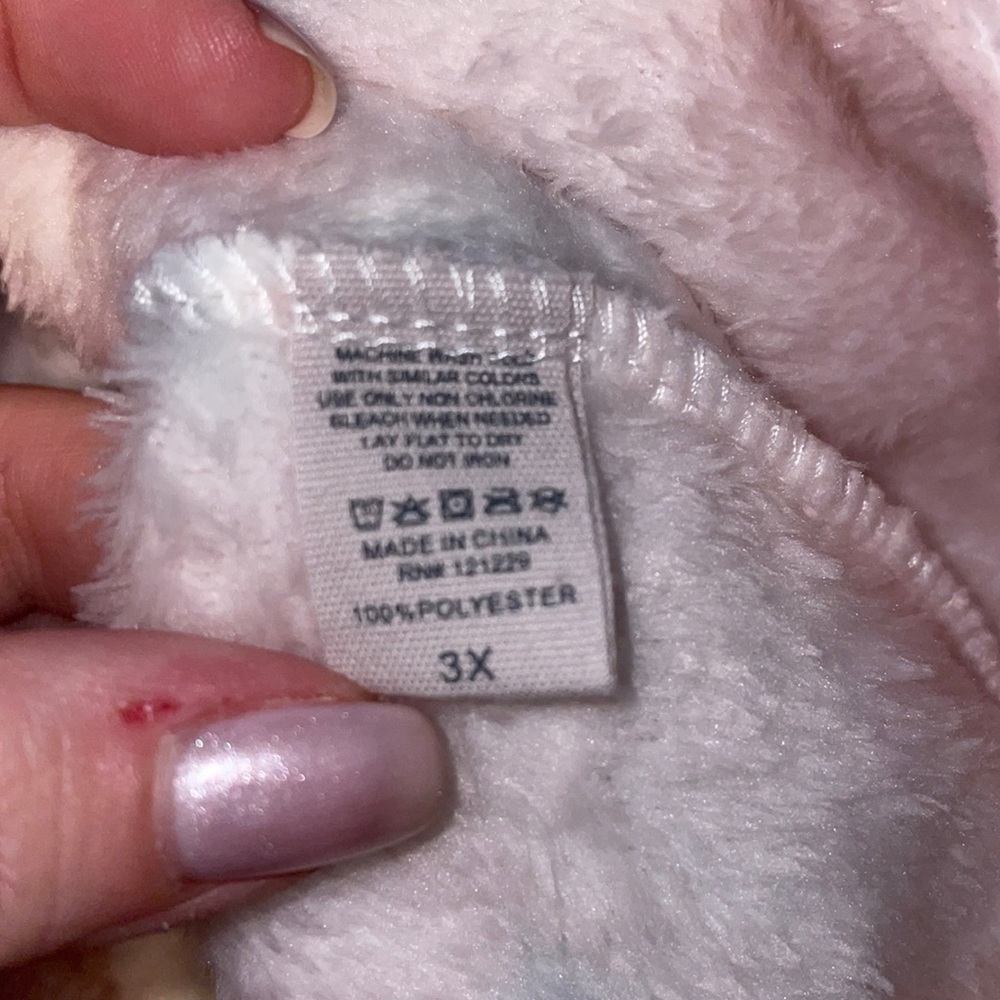 MACHINE WASH COLD
WITH SIMILAR COLORS
USE ONLY NON CHLORINE
BLEACH WHEN NEEDED
LAY FLAT TO DRY
DO NOT IRON
MADE IN CHINA
RN# 121229
100%POLYESTER
3X